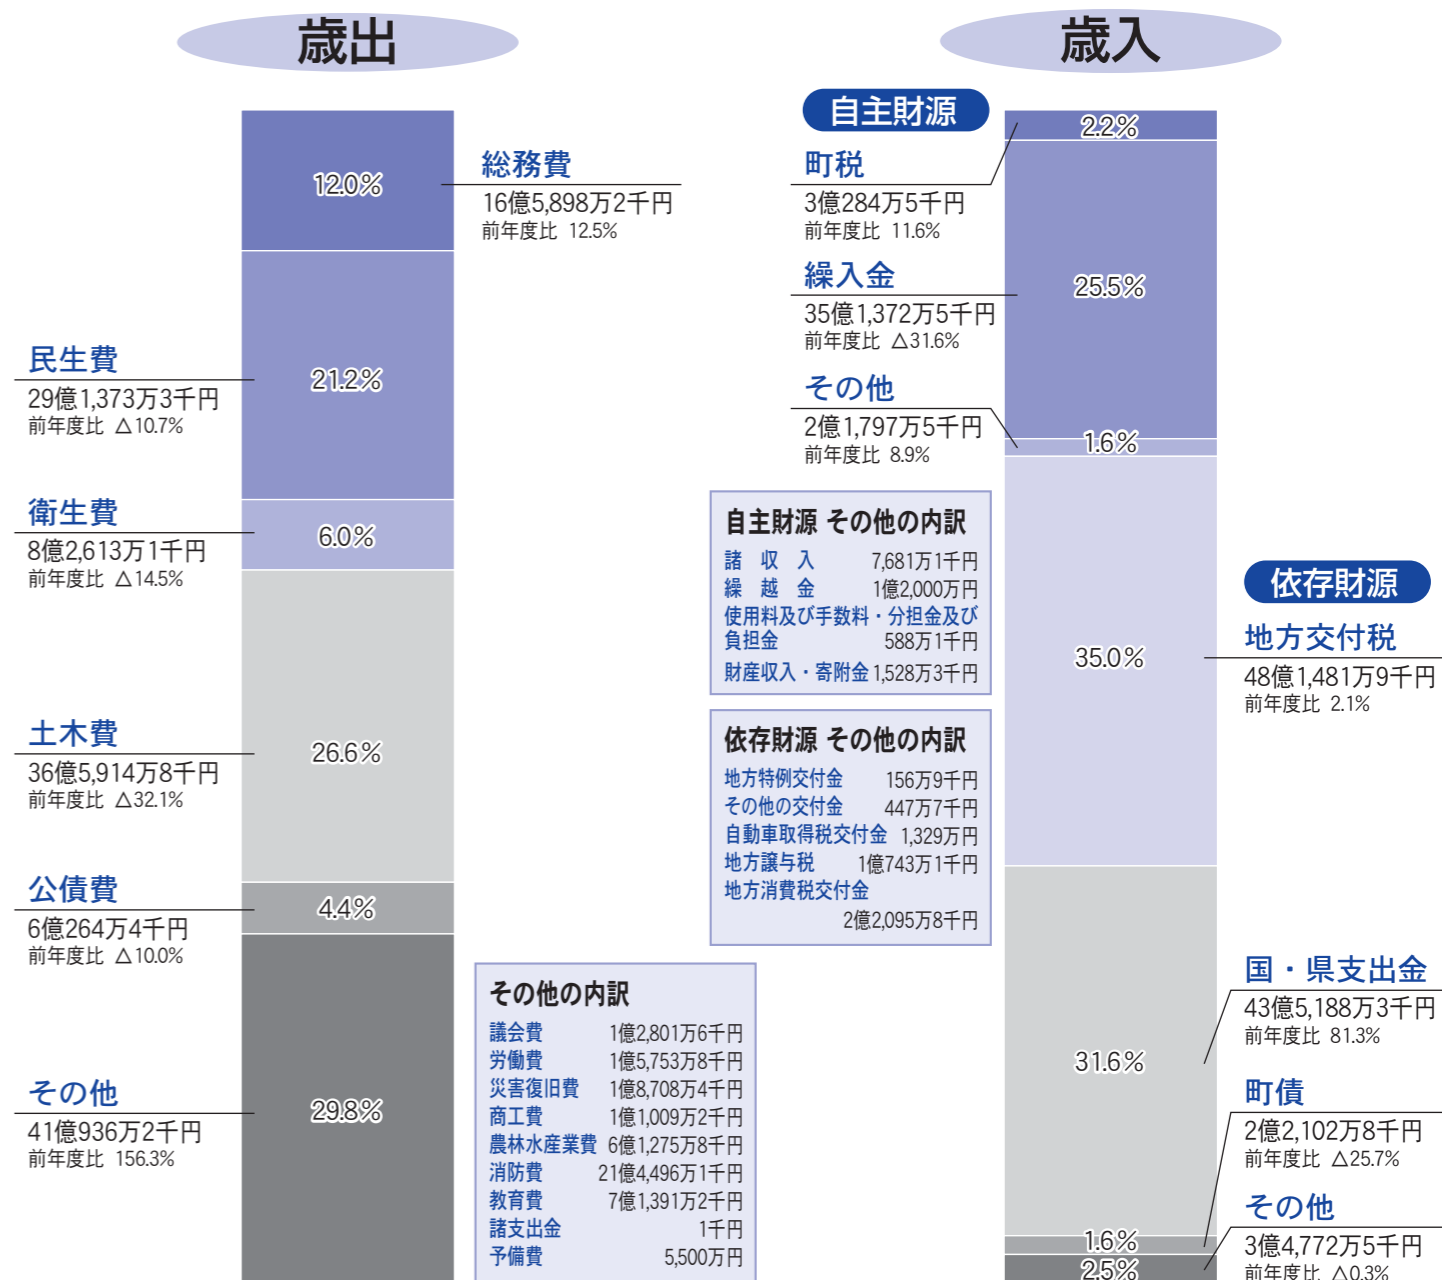 歳出
12.0%
総務費
16億5,898万2千円
前年度比 12.5%
21.2%
民生費
29億1,373万3千円
前年度比 △10.7%
6.0%
衛生費
8億2,613万1千円
前年度比 △14.5%
26.6%
土木費
36億5,914万8千円
前年度比 △32.1%
4.4%
公債費
6億264万4千円
前年度比 △10.0%
29.8%
その他
41億936万2千円
前年度比 156.3%
その他の内訳
議会費 1億2,801万6千円
労働費 1億5,753万8千円
災害復旧費 1億8,708万4千円
商工費 1億1,009万2千円
農林水産業費 6億1,275万8千円
消防費 21億4,496万1千円
教育費 7億1,391万2千円
諸支出金 1千円
予備費 5,500万円
歳入
自主財源
2.2%
町税
3億284万5千円
前年度比 11.6%
25.5%
繰入金
35億1,372万5千円
前年度比 △31.6%
1.6%
その他
2億1,797万5千円
前年度比 8.9%
自主財源 その他の内訳
諸収入 7,681万1千円
繰越金 1億2,000万円
使用料及び手数料・分担金及び
負担金 588万1千円
財産収入・寄附金 1,528万3千円
依存財源 その他の内訳
地方特例交付金 156万9千円
その他の交付金 447万7千円
自動車取得税交付金 1,329万円
地方譲与税 1億743万1千円
地方消費税交付金
2億2,095万8千円
依存財源
35.0%
地方交付税
48億1,481万9千円
前年度比 2.1%
31.6%
国・県支出金
43億5,188万3千円
前年度比 81.3%
1.6%
町債
2億2,102万8千円
前年度比 △25.7%
2.5%
その他
3億4,772万5千円
前年度比 △0.3%